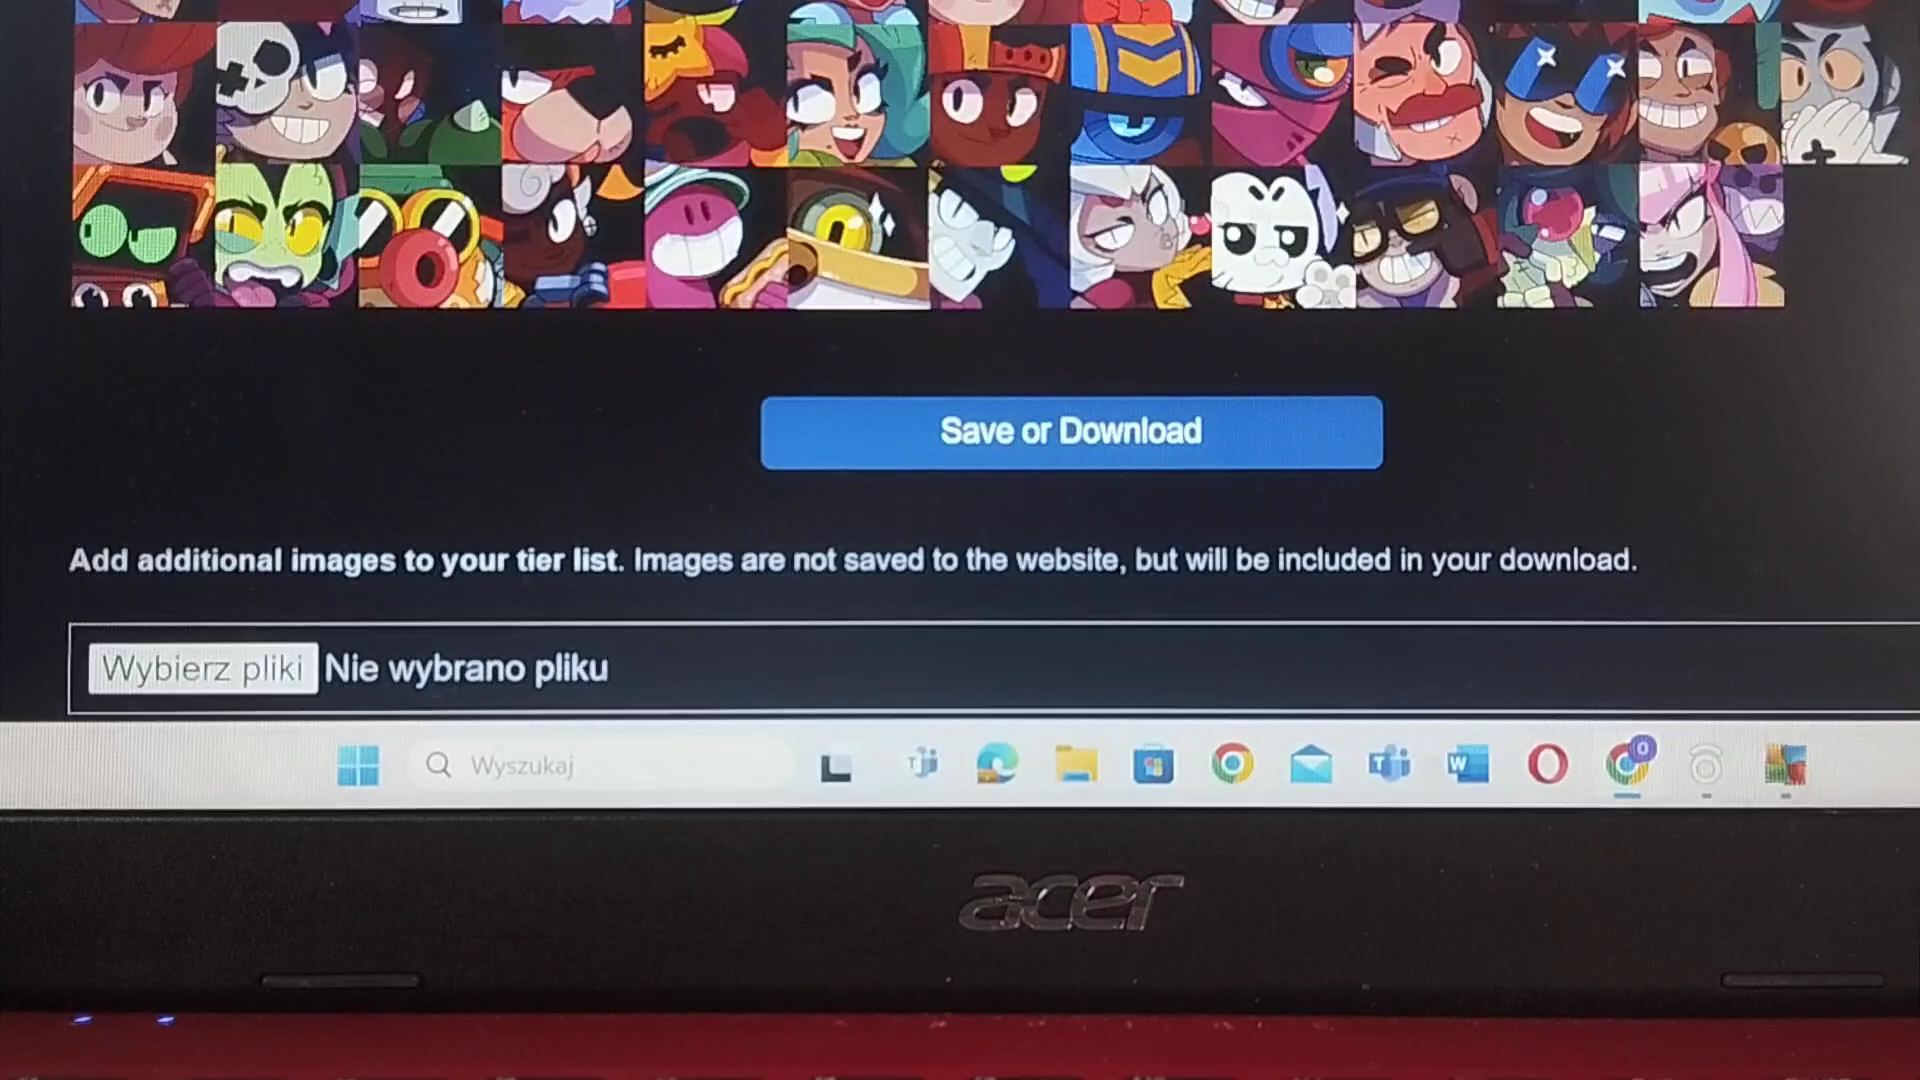 Save or Download
Add additional images to your tier list. Images are not saved to the website, but will be included in your download.
Wybierz pliki Nie wybrano pliku
Wyszukaj
acer